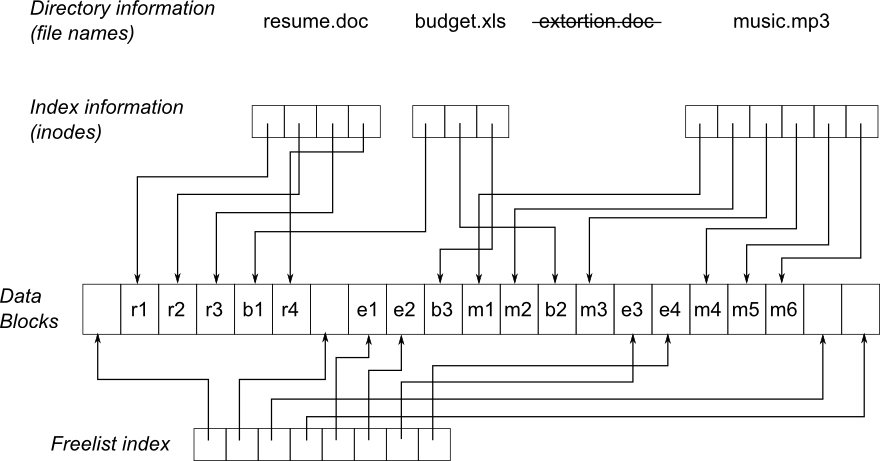 Directory information
(file names)
resume.doc budget.xls extortion.doc music.mp3
Index information
(inodes)
Data
Blocks
r1 r2 r3 b1 r4 e1 e2 b3 m1 m2 b2 m3 e3 e4 m4 m5 m6
Freelist index